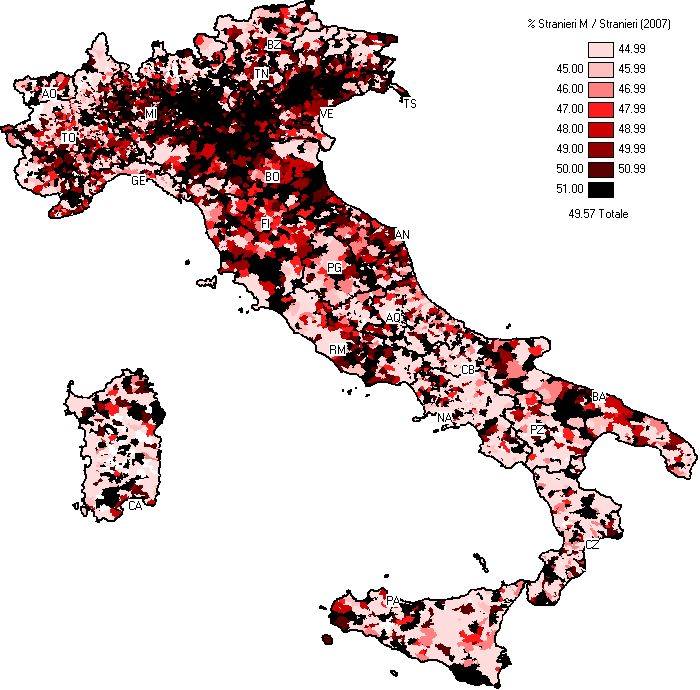 % Stranieri M / Stranieri (2007)
44.99
45.00 45.99
46.00 46.99
47.00 47.99
48.00 48.99
49.00 49.99
50.00 50.99
51.00
49.57 Totale
BZ
TN
AO
MI
TS
VE
TO
GE
BO
FI
AN
PG
AQ
RM
CB
BA
NA
PZ
CA
CZ
PA